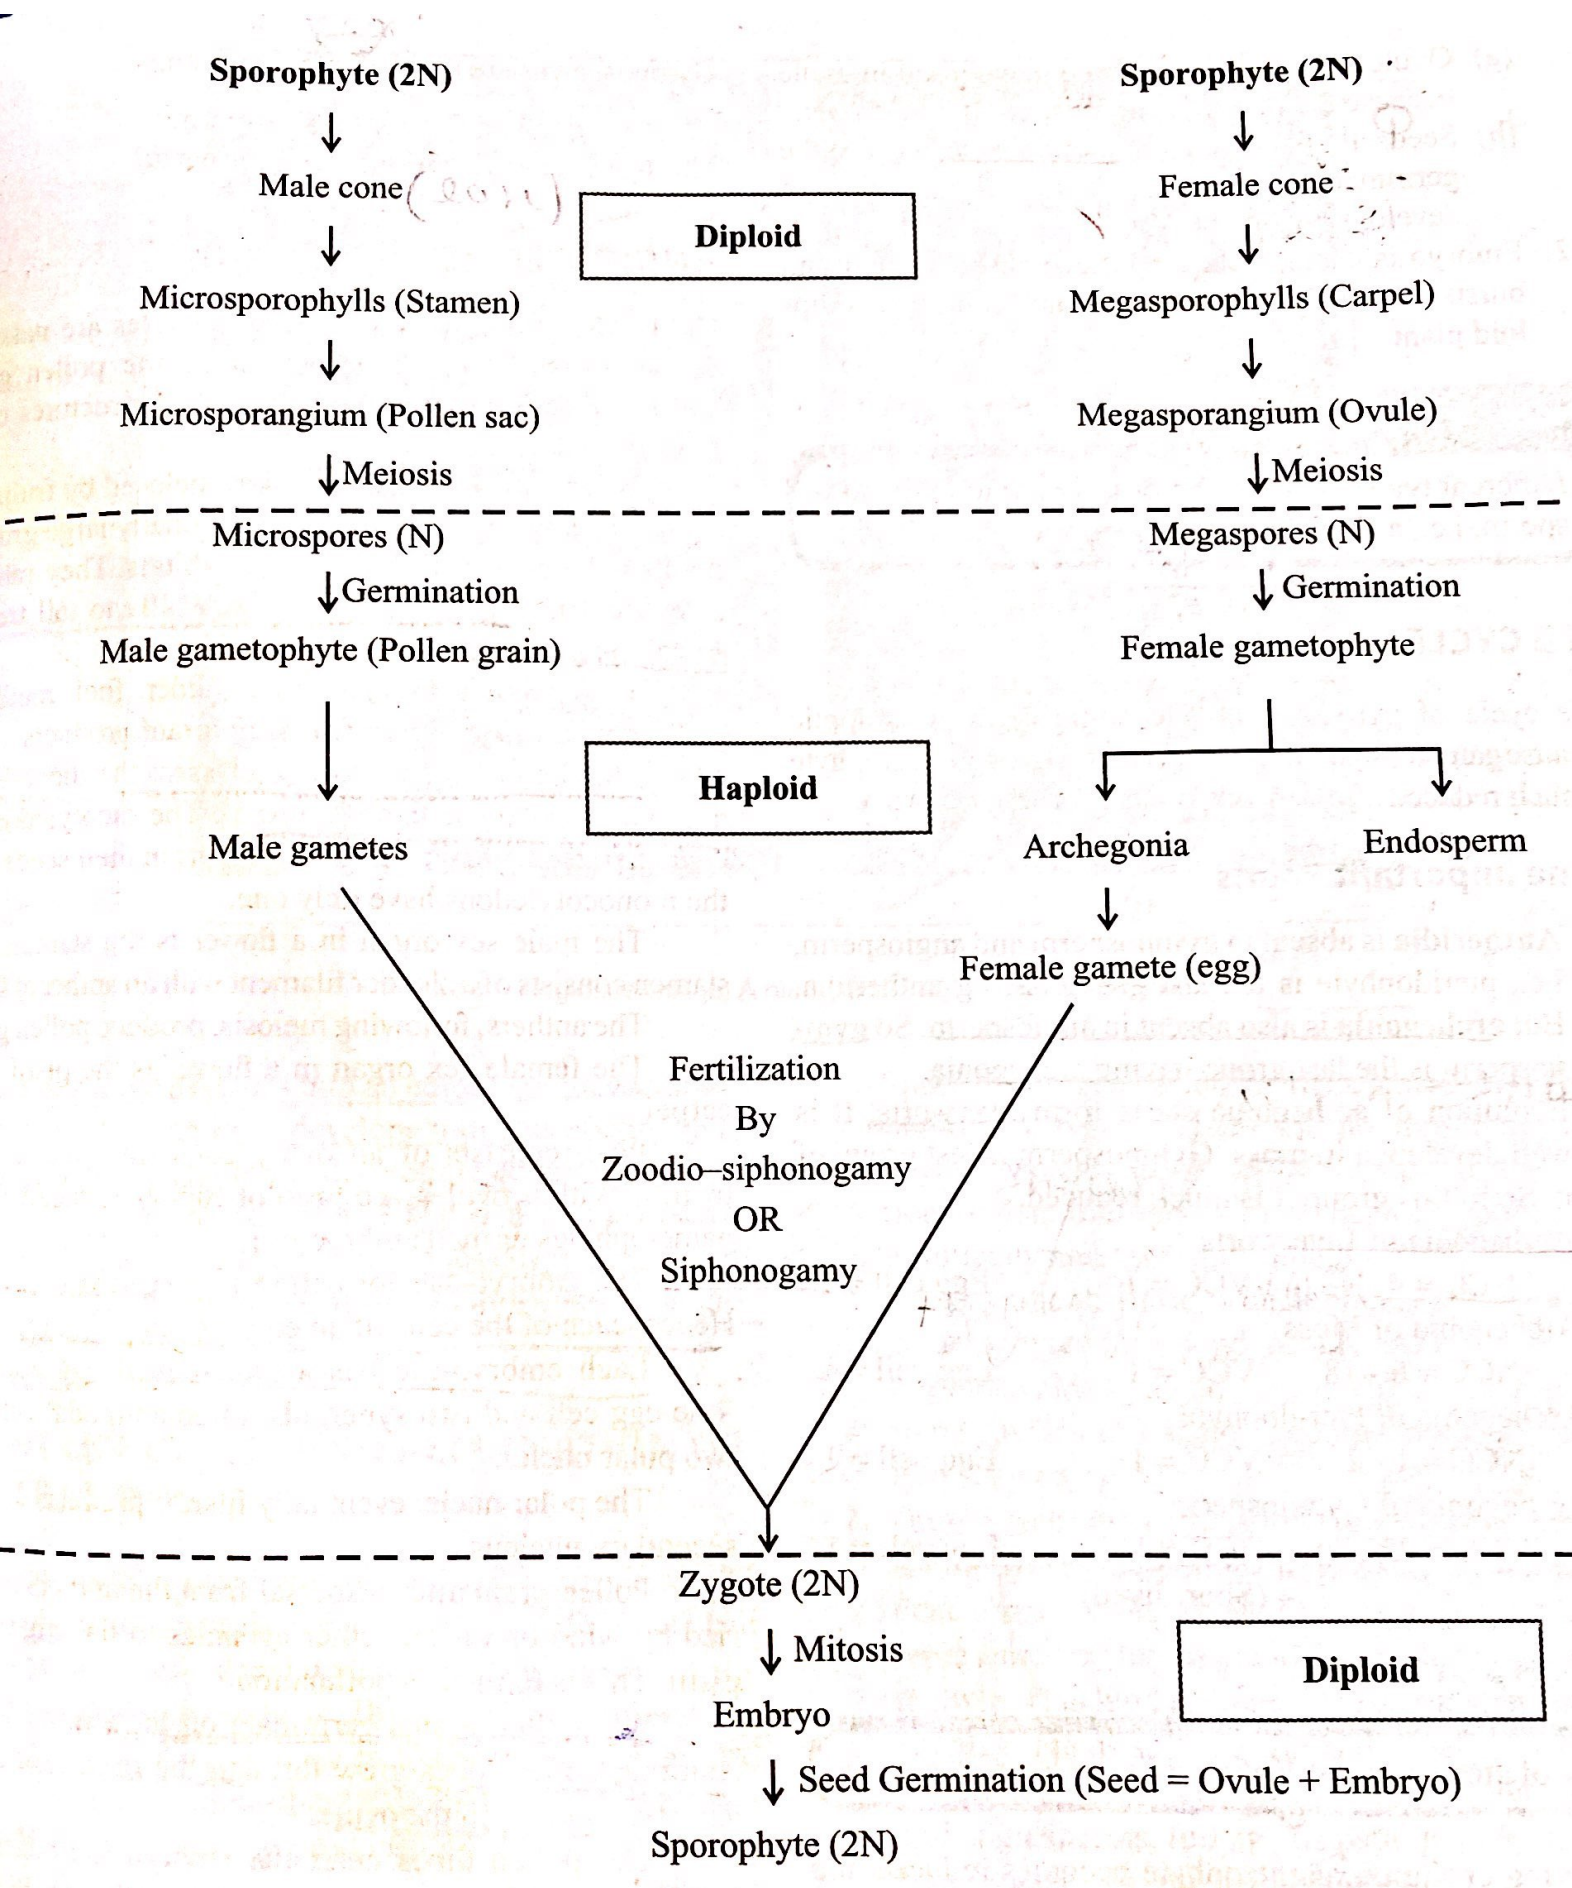 Sporophyte (2N)
Male cone
Microsporophylls (Stamen)
Microsporangium (Pollen sac)
Meiosis
Microspores (N)
Germination
Male gametophyte (Pollen grain)
Male gametes
Diploid
Haploid
Sporophyte (2N)
Female cone
Megasporophylls (Carpel)
Megasporangium (Ovule)
Meiosis
Megaspores (N)
Germination
Female gametophyte
Archegonia
Endosperm
Female gamete (egg)
Fertilization
By
Zoodio–siphonogamy
OR
Siphonogamy
Zygote (2N)
Mitosis
Embryo
Seed Germination (Seed = Ovule + Embryo)
Sporophyte (2N)
Diploid